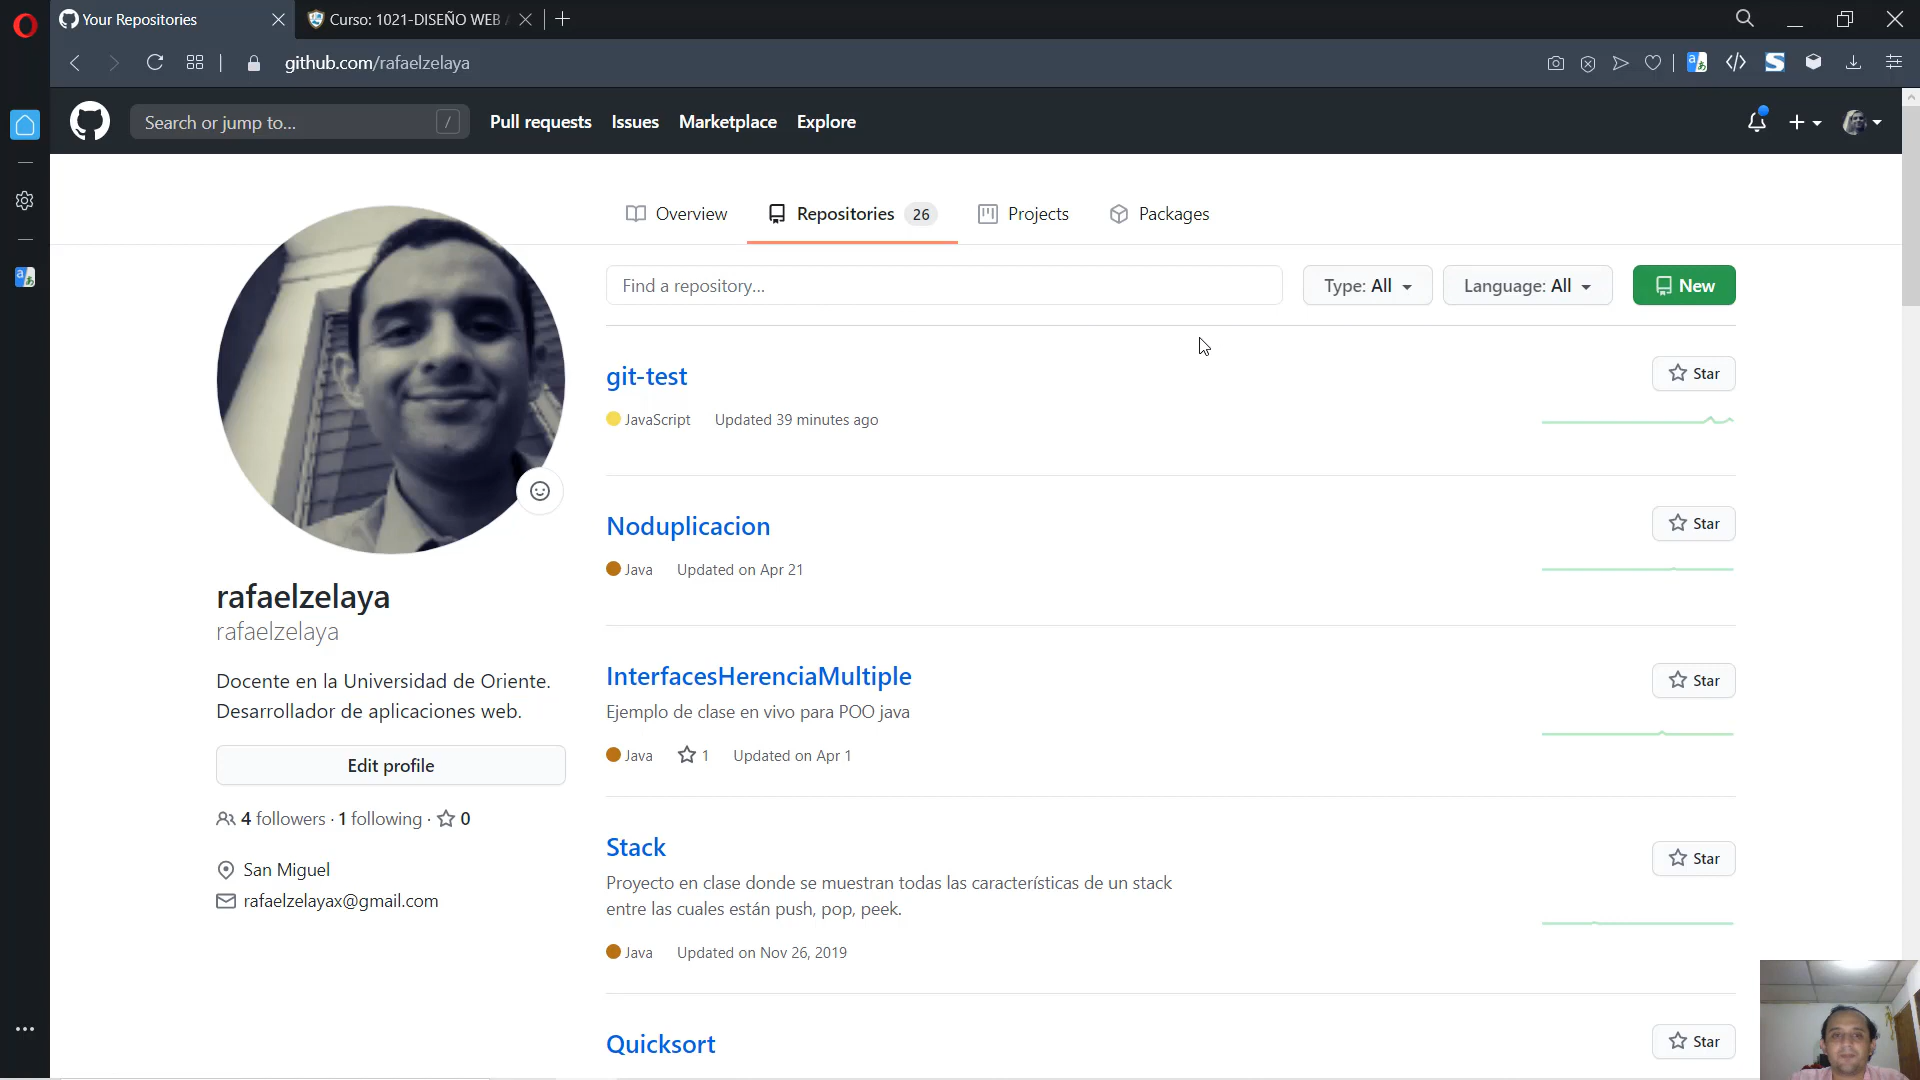 Your Repositories
Curso: 1021-DISEÑO WEB
github.com/rafaelzelaya
Search or jump to...
/
Pull requests
Issues
Marketplace
Explore
Overview
Repositories 26
Projects
Packages
Find a repository...
Type: All
Language: All
New
git-test
Star
JavaScript
Updated 39 minutes ago
Noduplicacion
Star
Java
Updated on Apr 21
InterfacesHerenciaMultiple
Star
Ejemplo de clase en vivo para POO java
Java
1
Updated on Apr 1
Stack
Star
Proyecto en clase donde se muestran todas las características de un stack
entre las cuales están push, pop, peek.
Java
Updated on Nov 26, 2019
Quicksort
Star
rafaelzelaya
rafaelzelaya
Docente en la Universidad de Oriente.
Desarrollador de aplicaciones web.
Edit profile
4 followers · 1 following · 0
San Miguel
rafaelzelayax@gmail.com